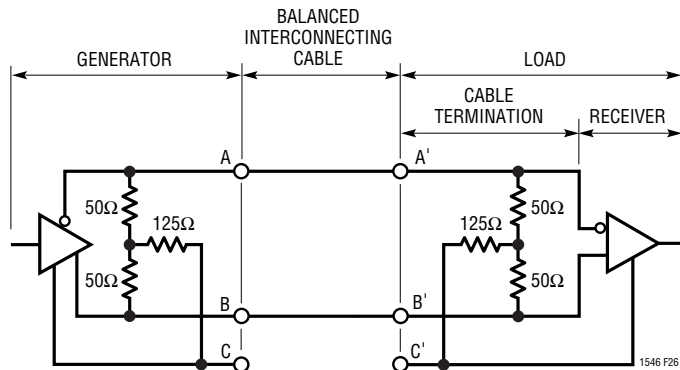 BALANCED
INTERCONNECTING
CABLE
GENERATOR
LOAD
CABLE
TERMINATION
RECEIVER
A
A'
50Ω
125Ω
50Ω
B
C
125Ω
50Ω
50Ω
B'
C'
1546 F26